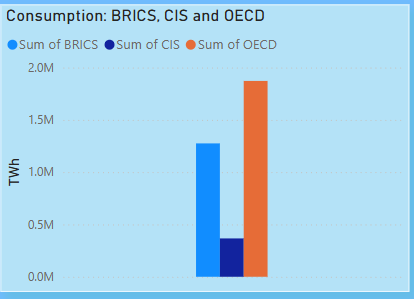 Consumption: BRICS, CIS and OECD
Sum of BRICS Sum of CIS Sum of OECD
2.0M
1.5M
1.0M
0.5M
0.0M
TWh